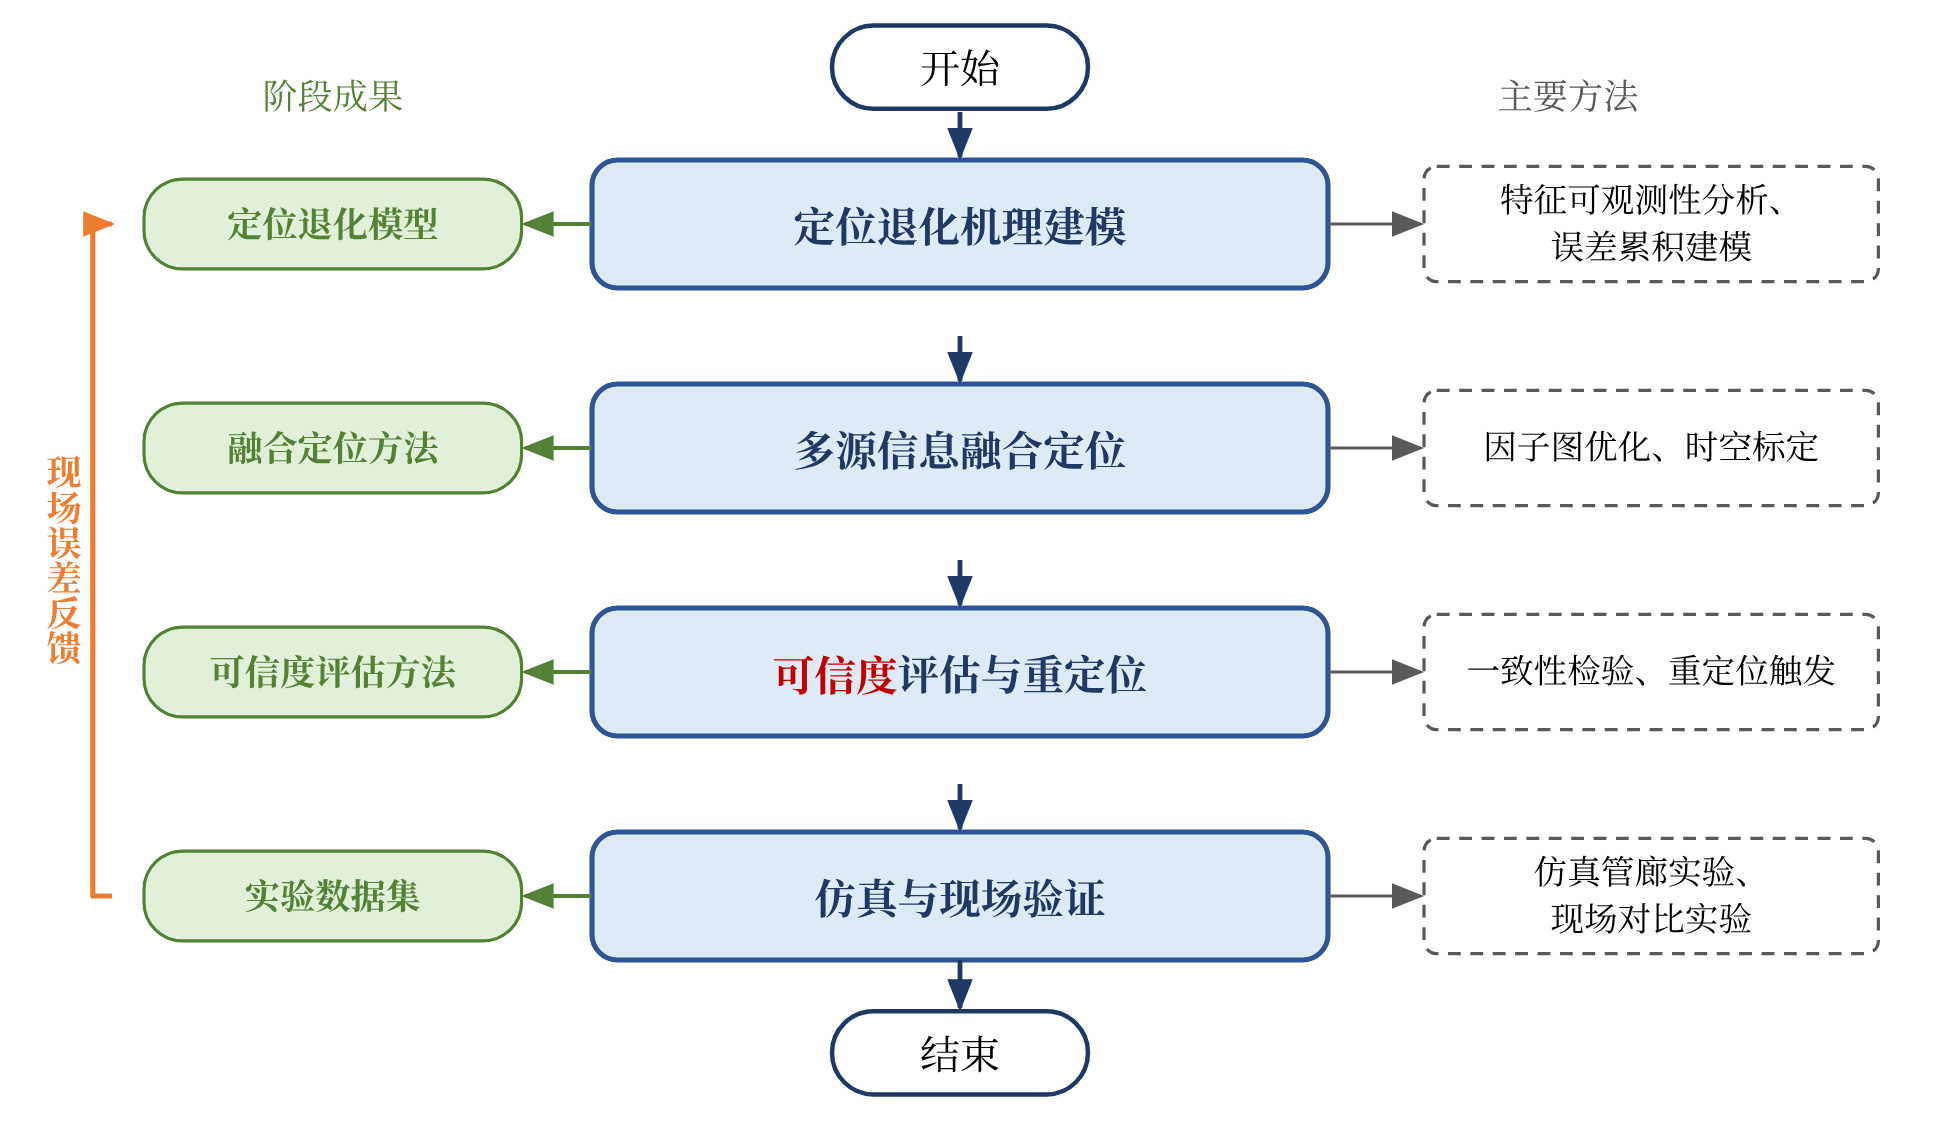 开始
阶段成果
主要方法
定位退化模型
定位退化机理建模
特征可观测性分析、
误差累积建模
融合定位方法
多源信息融合定位
因子图优化、时空标定
现场误差反馈
可信度评估方法
可信度评估与重定位
一致性检验、重定位触发
实验数据集
仿真与现场验证
仿真管廊实验、
现场对比实验
结束